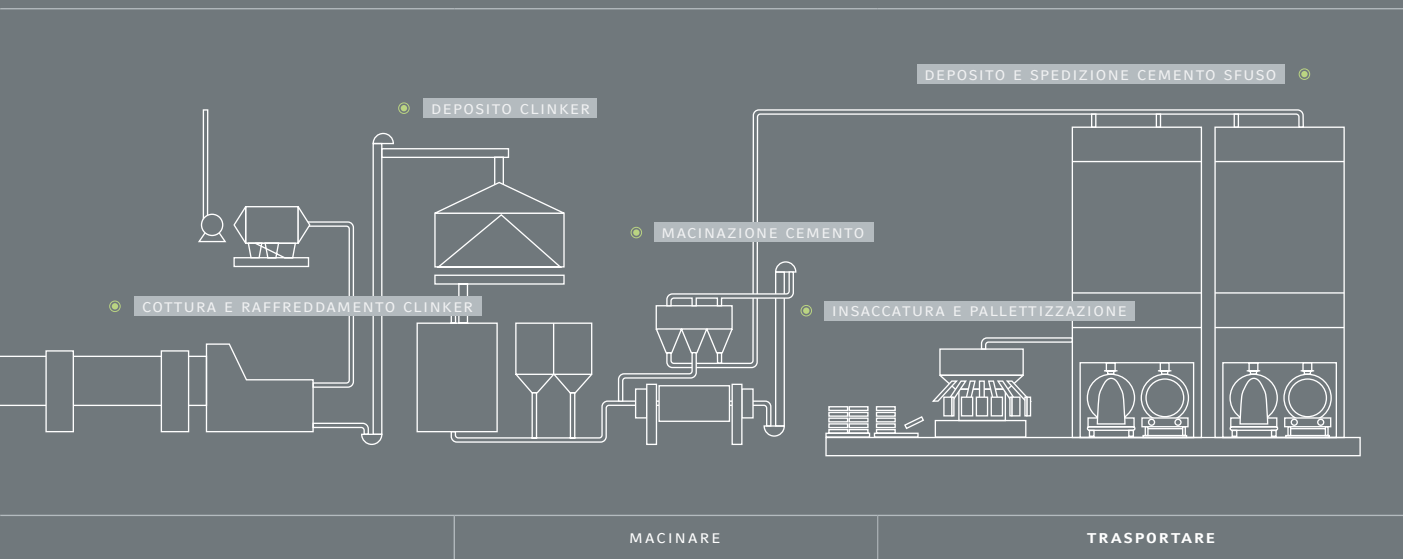 DEPOSITO E SPEDIZIONE CEMENTO SFUSO
DEPOSITO CLINKER
MACINAZIONE CEMENTO
COTTURA E RAFFREDDAMENTO CLINKER
INSACCATURA E PALLETTIZZAZIONE
MACINARE
TRASPORTARE